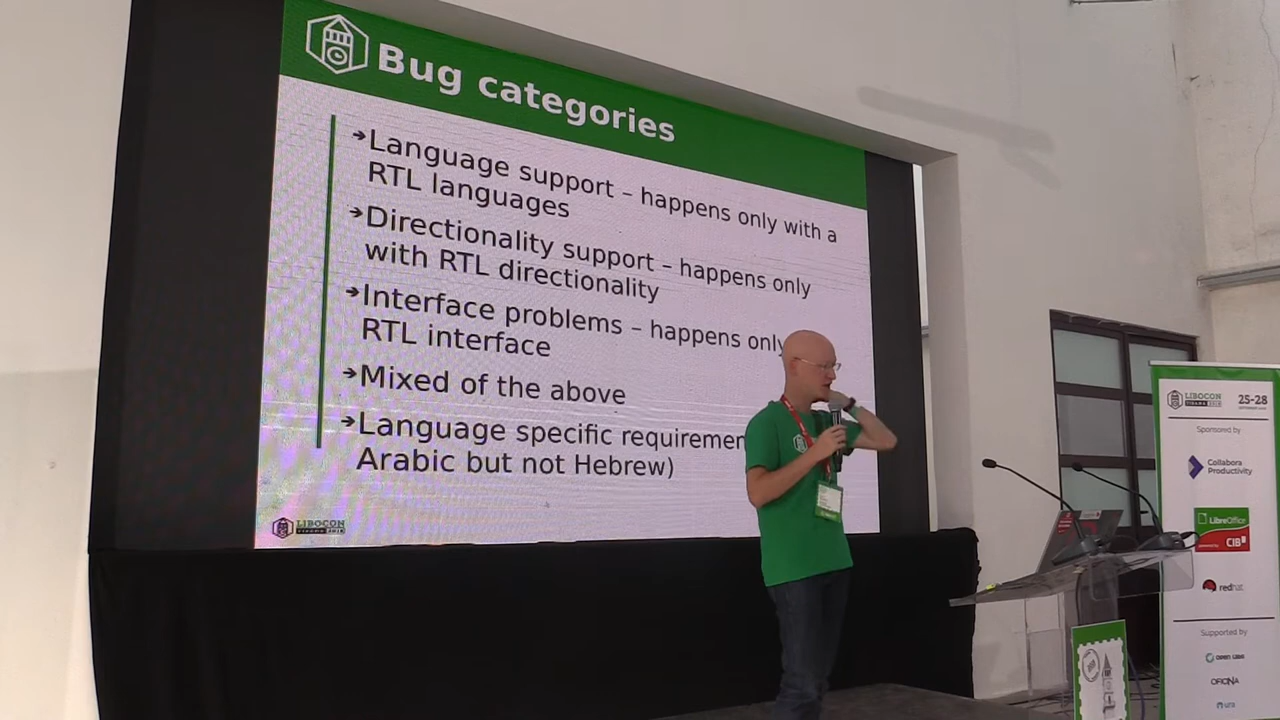 Bug categories
Language support – happens only with a
RTL languages
Directionality support – happens only
with RTL directionality
Interface problems – happens only
RTL interface
Mixed of the above
Language specific
Arabic but not Hebrew)
LIBOCON
LIBOCON
25-28
Sponsored by
Collabora
Productivity
LibreOffice
CIB
redhat
Supported by
OFICINA